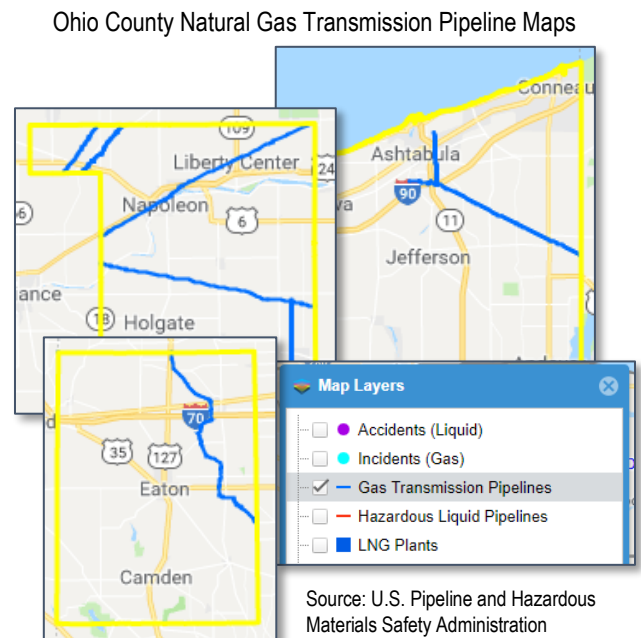 Ohio County Natural Gas Transmission Pipeline Maps
Conneau
109
Liberty Center
24
Ashtabula
90
Napoleon
6
11
Jefferson
iance
18
Holgate
70
35
127
Eaton
Camden
Map Layers
Accidents (Liquid)
Incidents (Gas)
Gas Transmission Pipelines
Hazardous Liquid Pipelines
LNG Plants
Source: U.S. Pipeline and Hazardous
Materials Safety Administration